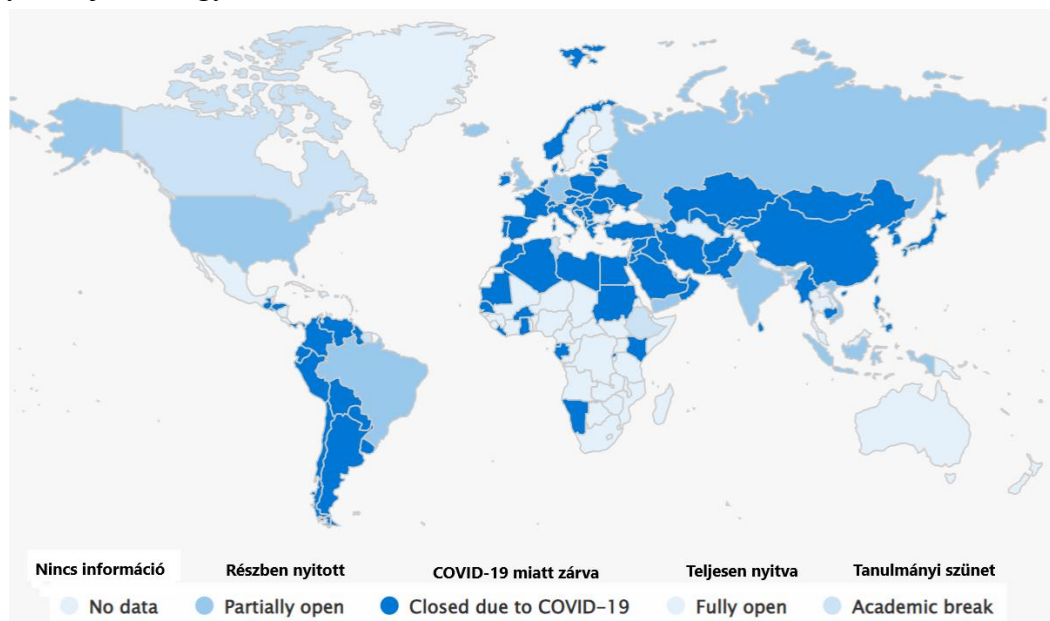 Nincs információ Részben nyitott COVID-19 miatt zárva Teljesen nyitva Tanulmányi szünet
No data Partially open Closed due to COVID-19 Fully open Academic break